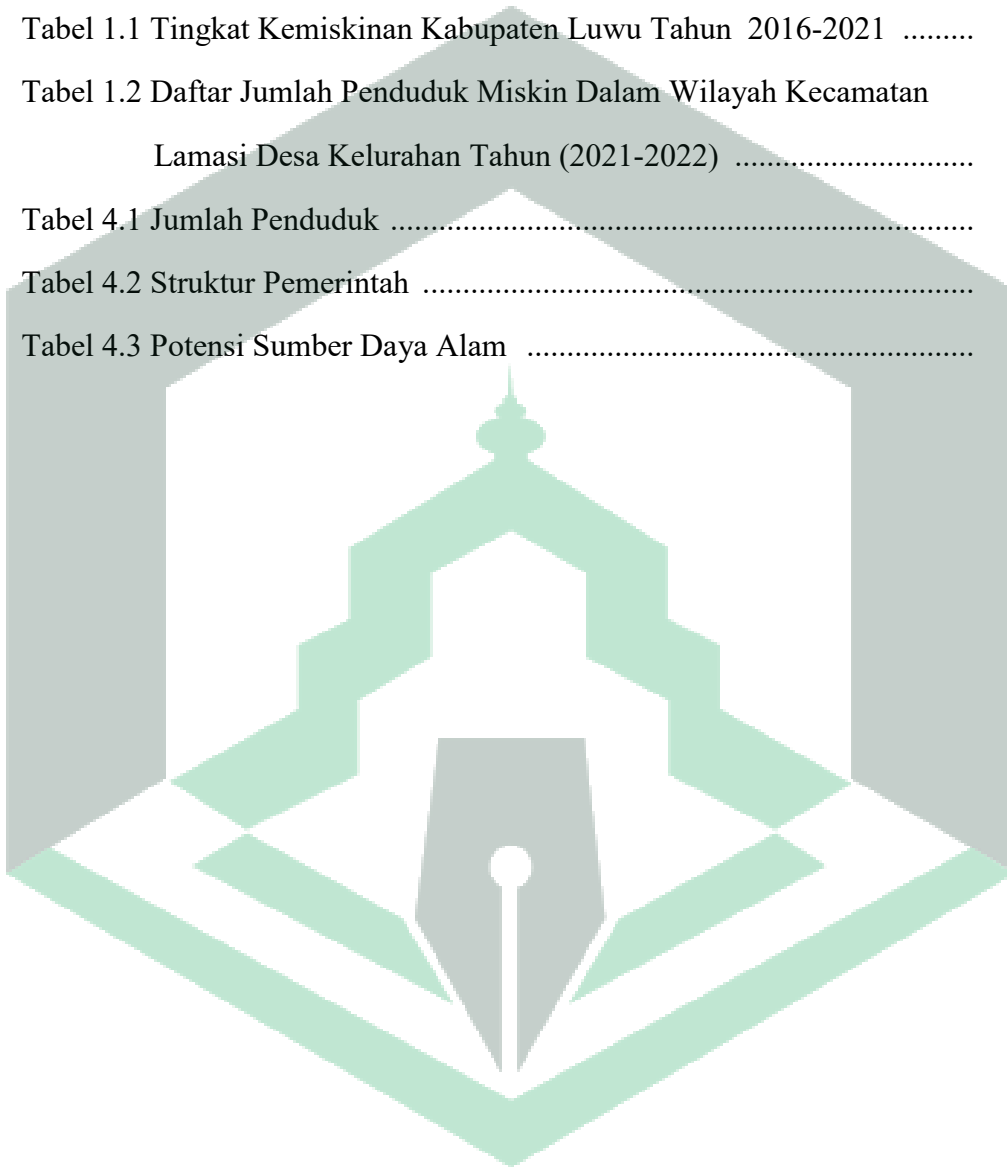 Tabel 1.1 Tingkat Kemiskinan Kabupaten Luwu Tahun  2016-2021  .........
Tabel 1.2 Daftar Jumlah Penduduk Miskin Dalam Wilayah Kecamatan
Lamasi Desa Kelurahan Tahun (2021-2022)  ..............................
Tabel 4.1 Jumlah Penduduk ..........................................................................
Tabel 4.2 Struktur Pemerintah  ......................................................................
Tabel 4.3 Potensi Sumber Daya Alam   .........................................................